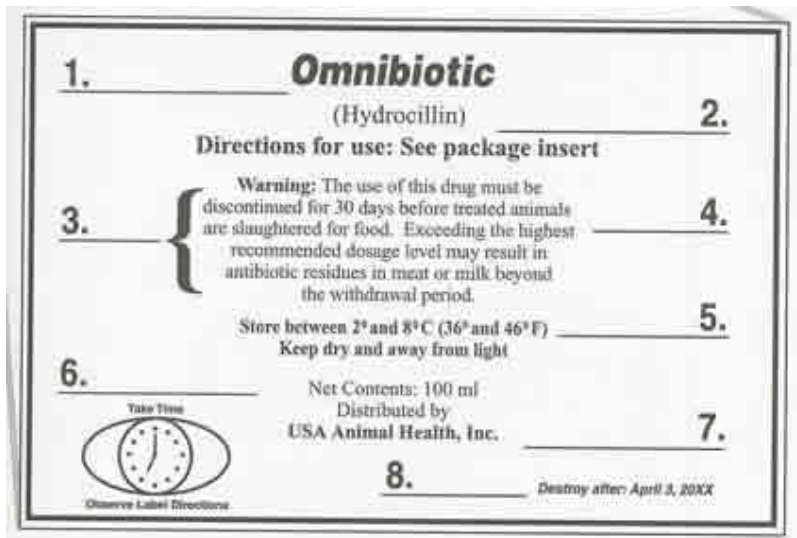 1.
Omnibiotic
(Hydrocillin)
2.
Directions for use: See package insert
3.
Warning: The use of this drug must be
discontinued for 30 days before treated animals
are slaughtered for food. Exceeding the highest
recommended dosage level may result in
antibiotic residues in meat or milk beyond
the withdrawal period.
4.
Store between 2° and 8° C (36° and 46° F)
Keep dry and away from light
5.
6.
Net Contents: 100 ml
Distributed by
USA Animal Health, Inc.
7.
Take Time
Observe Label Directions
8.
Destroy after: April 3, 20XX